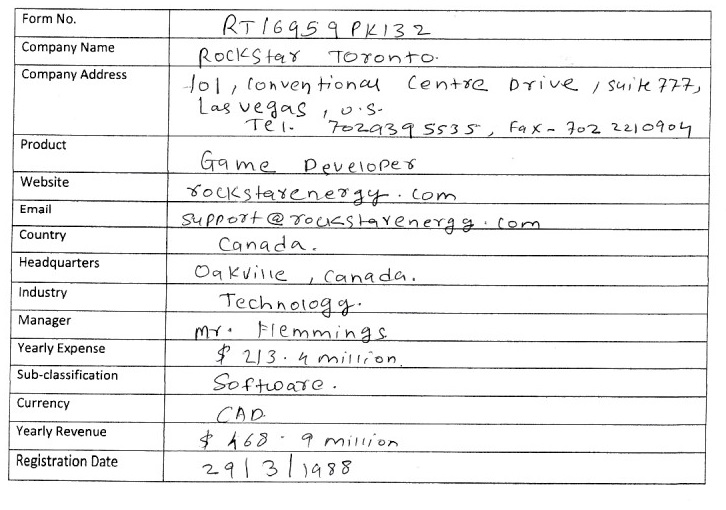 Form No. RT16959PK132
Company Name Rockstar Toronto.
Company Address 101, Conventional Centre Drive, suite 777,
Las vegas, U.S.
Tel. 7029395535, Fax - 702 2210904
Product Game Developer
Website rockstarenergy.com
Email support@rockstarenergy.com
Country Canada.
Headquarters Oakville, Canada.
Industry Technology.
Manager Mr. Flemmings
Yearly Expense $ 213.4 million.
Sub-classification Software.
Currency CAD.
Yearly Revenue $ 468.9 million
Registration Date 29/3/1988